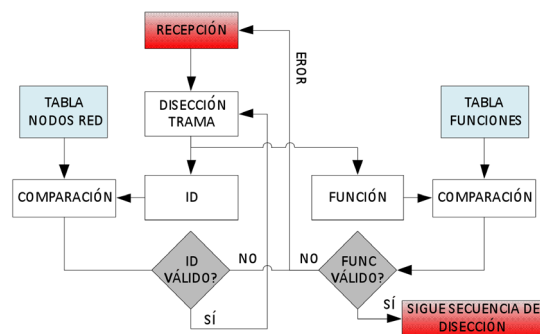 RECEPCIÓN
EROR
TABLA
NODOS RED
DISECCIÓN
TRAMA
TABLA
FUNCIONES
COMPARACIÓN
ID
FUNCIÓN
COMPARACIÓN
ID
VÁLIDO?
NO
NO
FUNC
VÁLIDO?
SÍ
SÍ
SIGUE SECUENCIA DE
DISECCIÓN